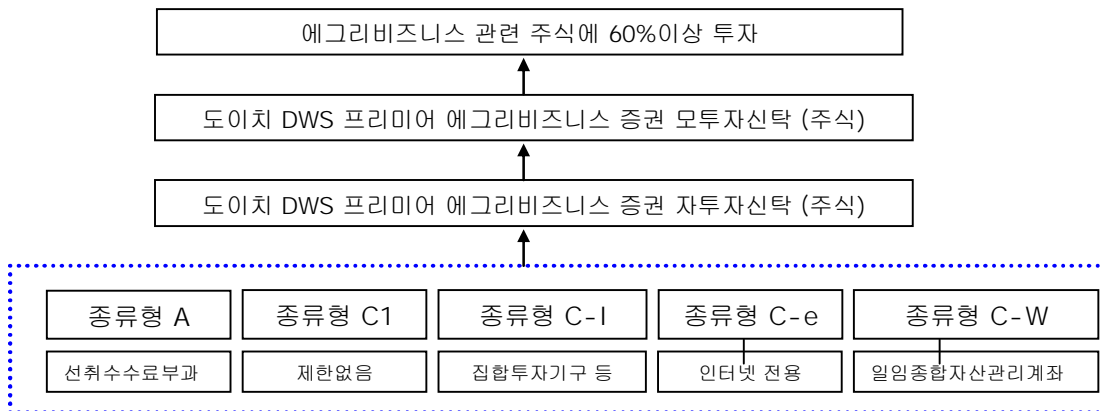 에그리비즈니스 관련 주식에 60%이상 투자
도이치 DWS 프리미어 에그리비즈니스 증권 모투자신탁 (주식)
도이치 DWS 프리미어 에그리비즈니스 증권 자투자신탁 (주식)
종류형 A 종류형 C1 종류형 C-I 종류형 C-e 종류형 C-W
선취수수료부과 제한없음 집합투자기구 등 인터넷 전용 일임종합자산관리계좌